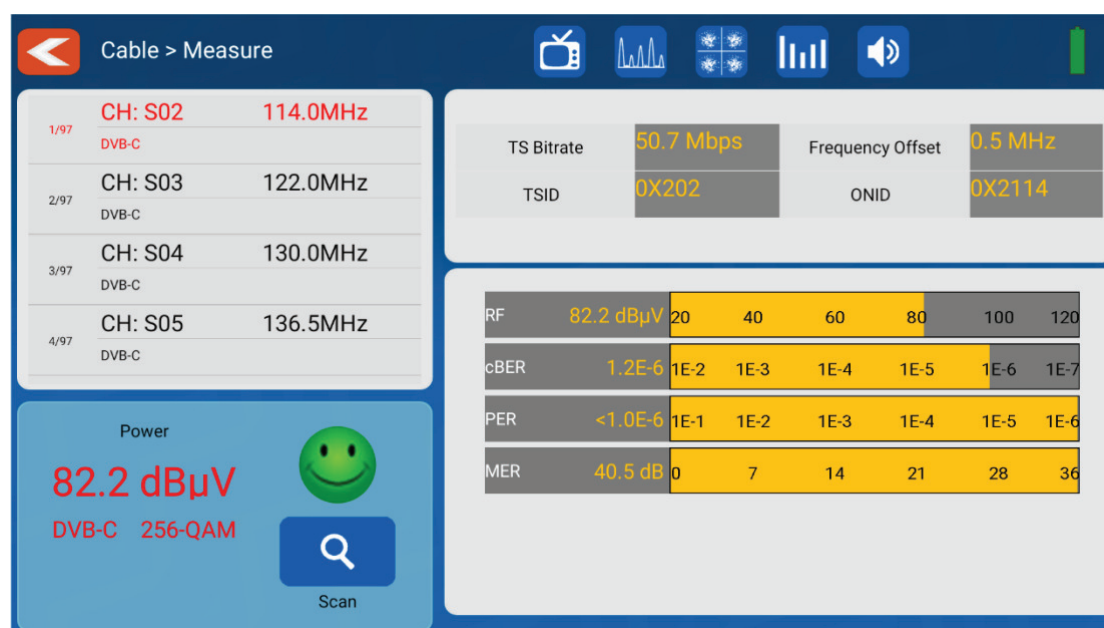 Cable > Measure
1/97 CH: S02 114.0MHz
DVB-C
2/97 CH: S03 122.0MHz
DVB-C
3/97 CH: S04 130.0MHz
DVB-C
4/97 CH: S05 136.5MHz
DVB-C
Power
82.2 dBµV
DVB-C 256-QAM
Scan
TS Bitrate 50.7 Mbps Frequency Offset 0.5 MHz
TSID 0X202 ONID 0X2114
RF 82.2 dBµV 20 40 60 80 100 120
cBER 1.2E-6 1E-2 1E-3 1E-4 1E-5 1E-6 1E-7
PER <1.0E-6 1E-1 1E-2 1E-3 1E-4 1E-5 1E-6
MER 40.5 dB 0 7 14 21 28 36